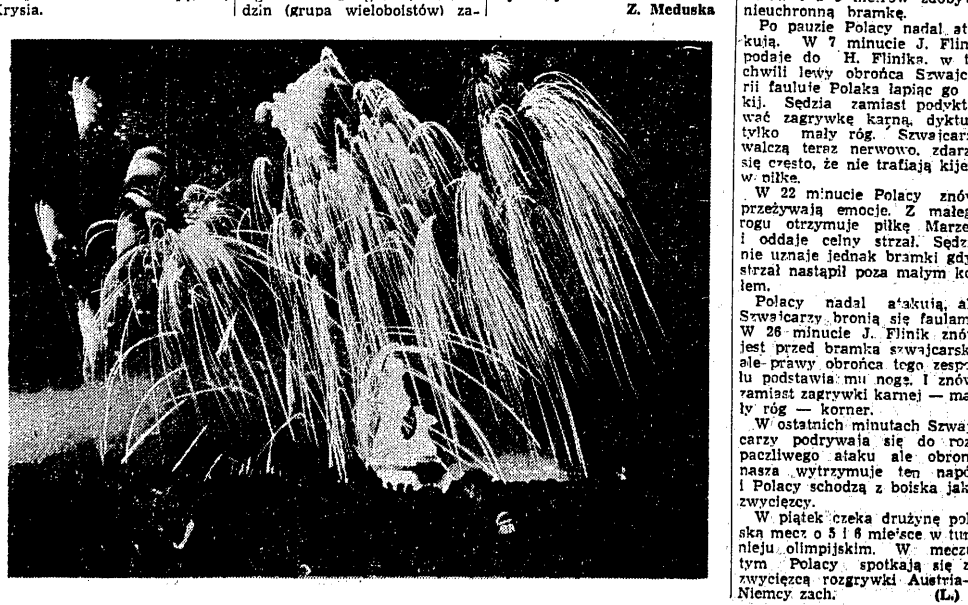 Krysia.
dzin (grupa wieloboistów) za-
Z. Meduska
nieuchronną bramkę.
Po pauzie Polacy nadal at
kują. W 7 minucie J. Flin
podaje do H. Flinika. w t
chwili lewy obrońca Szwajc
rii fauluje Polaka łapiąc go
kij. Sędzia zamiast podykt
wać zagrywkę karną, dyktu
tylko mały róg. Szwajcar
walczą teraz nerwowo, zdarz
się często, że nie trafiają kije
w piłkę.
W 22 minucie Polacy znów
przeżywają emocje. Z małeg
rogu otrzymuje piłkę Marze
i oddaje celny strzał. Sędz
nie uznaje jednak bramki gdy
strzał nastąpił poza małym ko
łem.
Polacy nadal atakują, a
Szwajcarzy bronią się faulam
W 26 minucie J. Flinik znó
jest przed bramka szwajcarsk
ale prawy obrońca tego zesp
łu podstawia mu nogę. I znów
zamiast zagrywki karnej — ma
ły róg — korner.
W ostatnich minutach Szwaj
carzy podrywają się do roz
paczliwego ataku ale obron
nasza wytrzymuje ten napó
i Polacy schodzą z boiska jak
zwycięzcy.
W piątek czeka drużynę pol
ską mecz o 5 i 6 miejsce w tur
nieju olimpijskim. W meczu
tym Polacy spotkają się z
zwycięzcą rozgrywki Austria—
Niemcy zach. (L.)